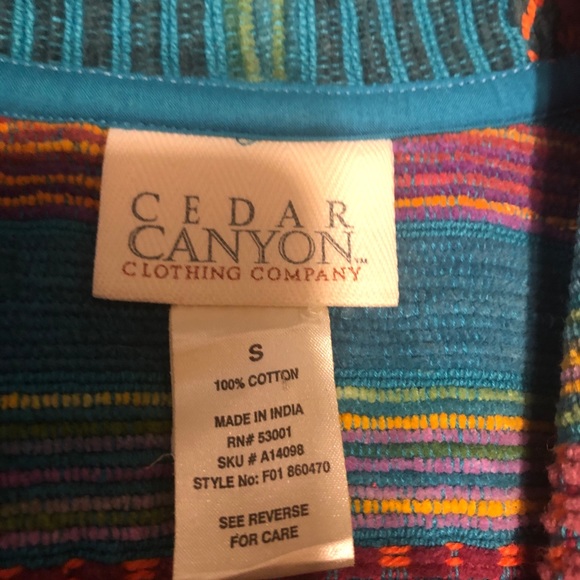 CEDAR
CANYON™
CLOTHING COMPANY
S
100% COTTON
MADE IN INDIA
RN# 53001
SKU # A14098
STYLE No: F01 860470
SEE REVERSE
FOR CARE